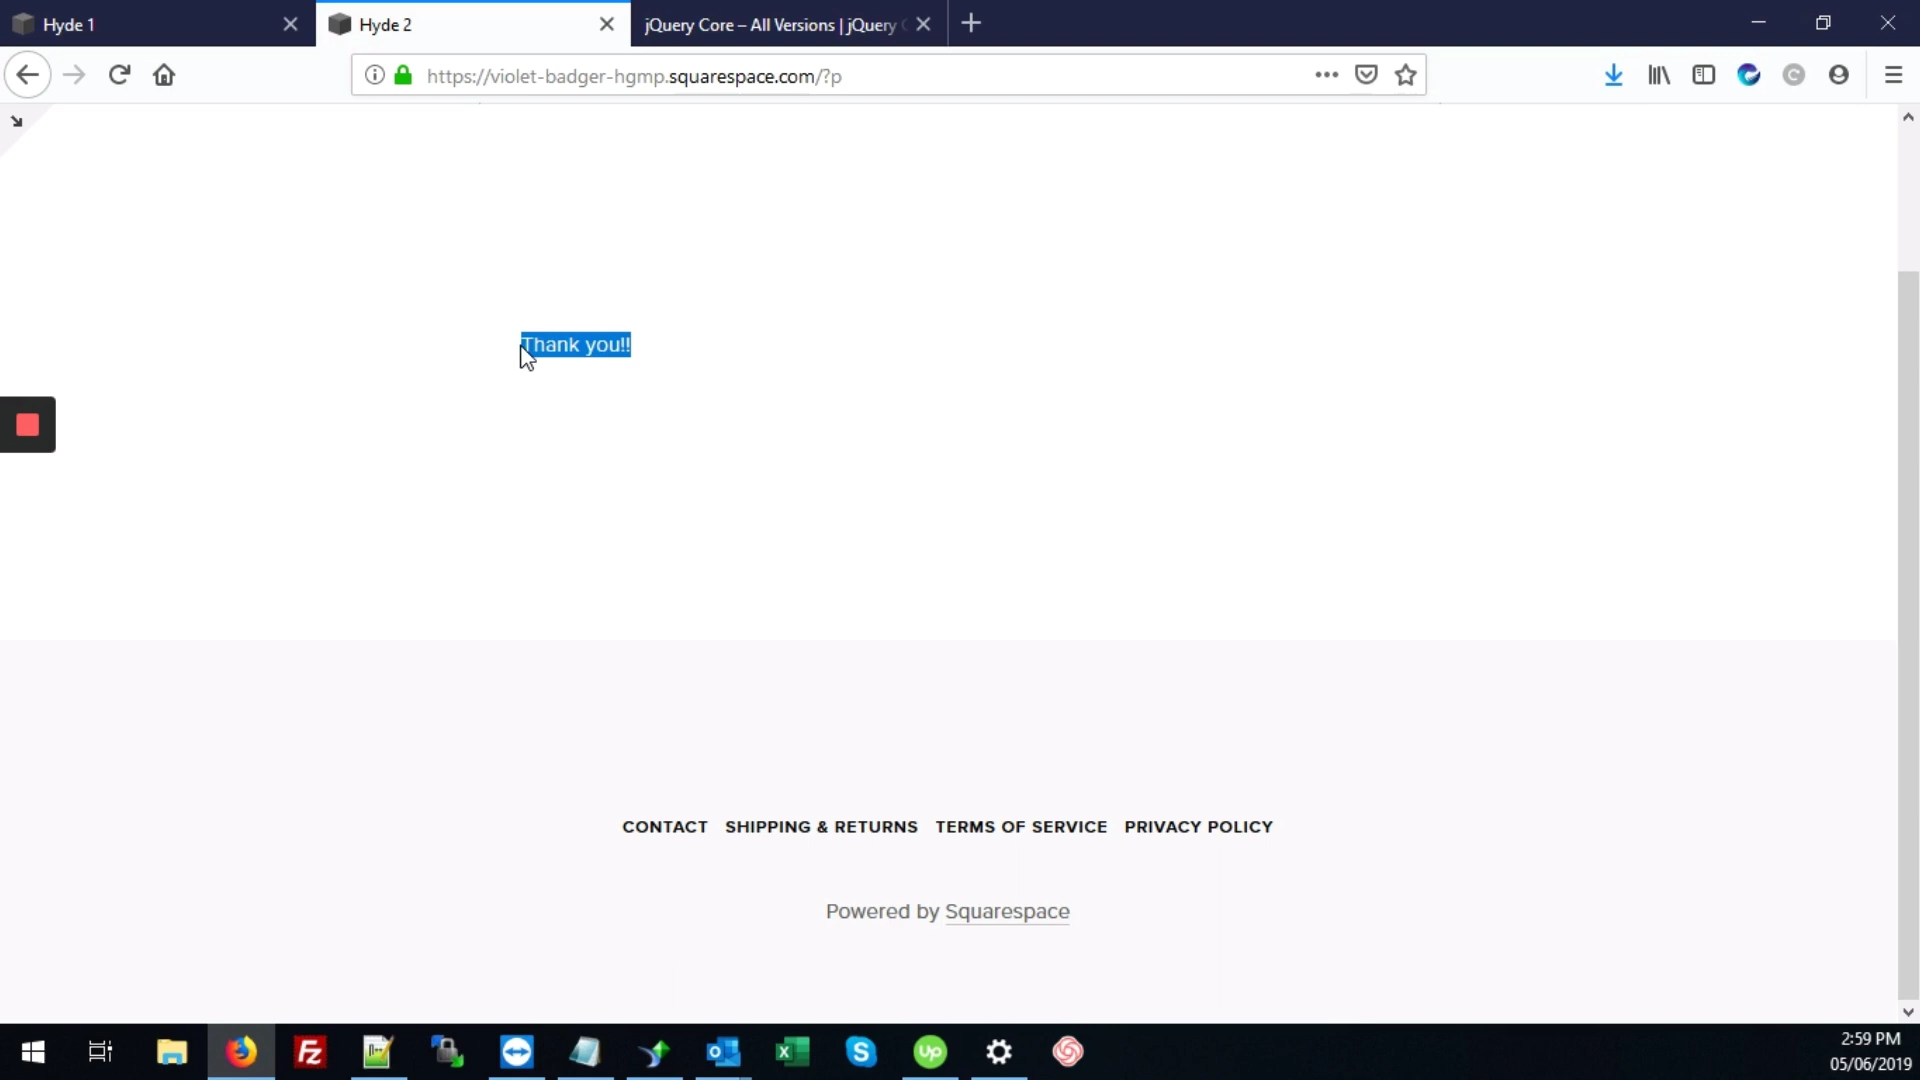 Hyde 1
Hyde 2
jQuery Core – All Versions | jQuery
https://violet-badger-hgmp.squarespace.com/?p
Thank you!!
CONTACT SHIPPING & RETURNS TERMS OF SERVICE PRIVACY POLICY
Powered by Squarespace
2:59 PM
05/06/2019